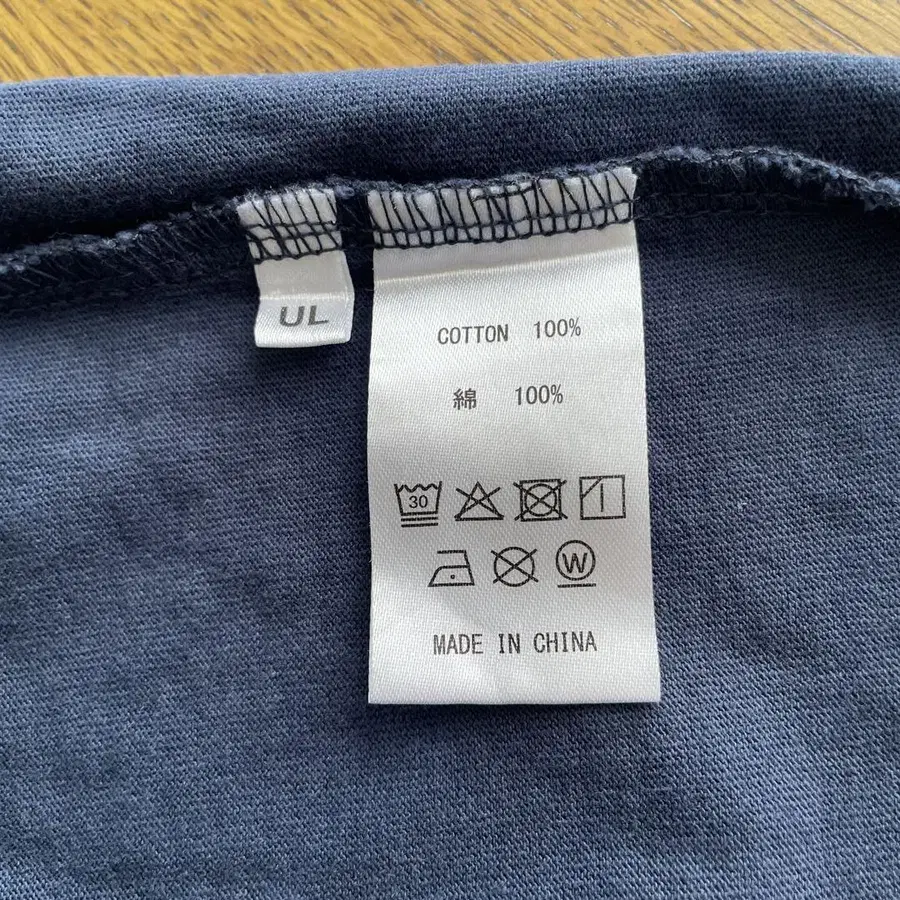 UL
COTTON 100%
綿 100%
30
W
MADE IN CHINA